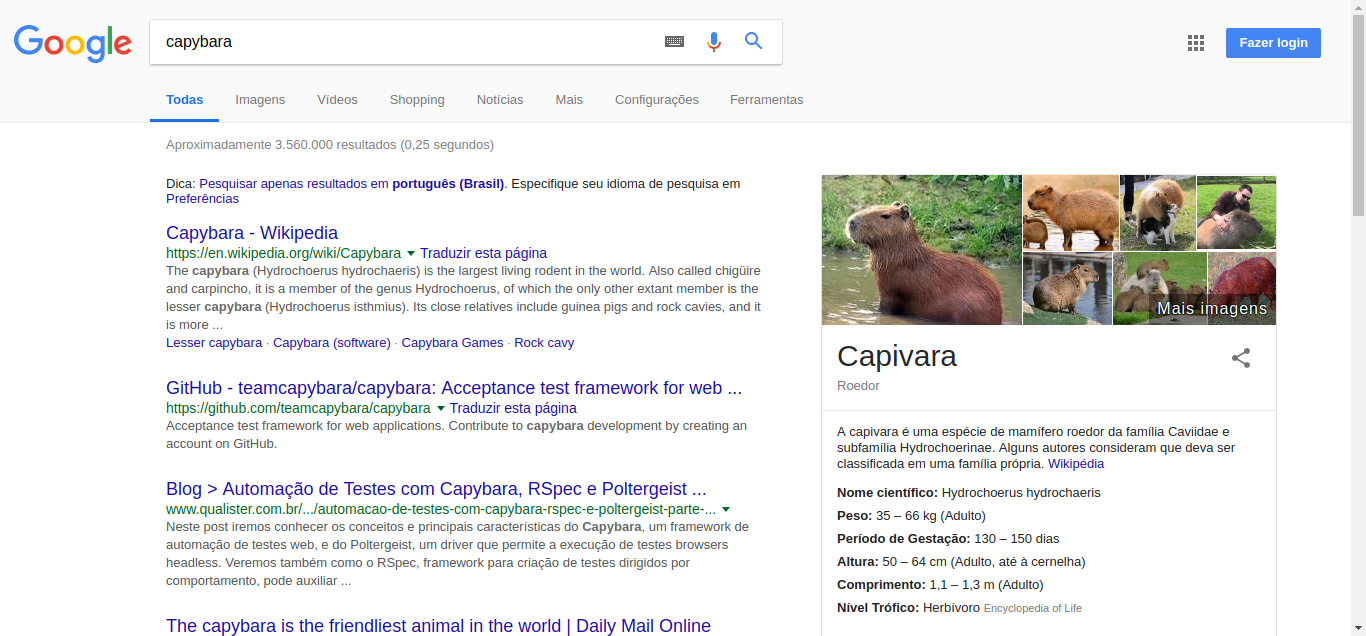 Google
capybara
Fazer login
Todas Imagens Vídeos Shopping Notícias Mais Configurações Ferramentas
Aproximadamente 3.560.000 resultados (0,25 segundos)
Dica: Pesquisar apenas resultados em português (Brasil). Especifique seu idioma de pesquisa em
Preferências
Capybara - Wikipedia
https://en.wikipedia.org/wiki/Capybara Traduzir esta página
The capybara (Hydrochoerus hydrochaeris) is the largest living rodent in the world. Also called chigüire
and carpincho, it is a member of the genus Hydrochoerus, of which the only other extant member is the
lesser capybara (Hydrochoerus isthmius). Its close relatives include guinea pigs and rock cavies, and it
is more ...
Lesser capybara · Capybara (software) · Capybara Games · Rock cavy
GitHub - teamcapybara/capybara: Acceptance test framework for web ...
https://github.com/teamcapybara/capybara Traduzir esta página
Acceptance test framework for web applications. Contribute to capybara development by creating an
account on GitHub.
Blog > Automação de Testes com Capybara, RSpec e Poltergeist ...
www.qualister.com.br/.../automacao-de-testes-com-capybara-rspec-e-poltergeist-parte-...
Neste post iremos conhecer os conceitos e principais características do Capybara, um framework de
automação de testes web, e do Poltergeist, um driver que permite a execução de testes browsers
headless. Veremos também como o RSpec, framework para criação de testes dirigidos por
comportamento, pode auxiliar ...
The capybara is the friendliest animal in the world | Daily Mail Online
Mais imagens
Capivara
Roedor
A capivara é uma espécie de mamífero roedor da família Caviidae e
subfamília Hydrochoerinae. Alguns autores consideram que deva ser
classificada em uma família própria. Wikipédia
Nome científico: Hydrochoerus hydrochaeris
Peso: 35 – 66 kg (Adulto)
Período de Gestação: 130 – 150 dias
Altura: 50 – 64 cm (Adulto, até à cernelha)
Comprimento: 1,1 – 1,3 m (Adulto)
Nível Trófico: Herbívoro Encyclopedia of Life